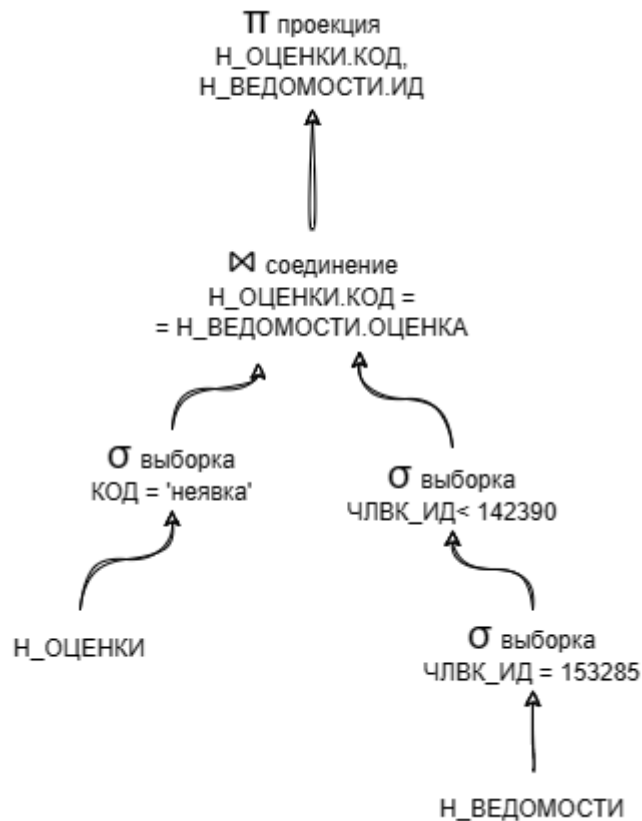 π проекция
Н_ОЦЕНКИ.КОД,
Н_ВЕДОМОСТИ.ИД
⋈ соединение
Н_ОЦЕНКИ.КОД =
= Н_ВЕДОМОСТИ.ОЦЕНКА
σ выборка
КОД = 'неявка'
σ выборка
ЧЛВК_ИД< 142390
Н_ОЦЕНКИ
σ выборка
ЧЛВК_ИД = 153285
Н_ВЕДОМОСТИ